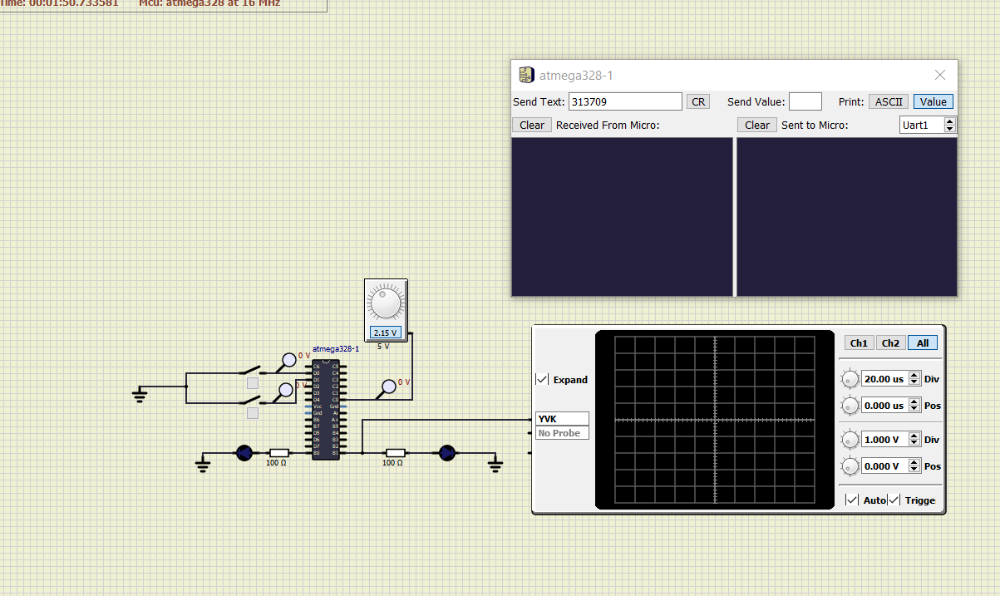 Time: 00:01:50.733581 Mcu: atmega328 at 16 MHz
atmega328-1
Send Text: 313709 CR Send Value: Print: ASCII Value
Clear Received From Micro: Clear Sent to Micro: Uart1
2.15 V
5 V
atmega328-1
0 V
0 V
0 V
C6 C5
D0 C4
D1 C3
D2 C2
D3 C1
D4 C0
Vcc Gnd
Gnd Ar
B6 A+
B7 B5
D5 B4
D6 B3
D7 B2
B0 B1
100 Ω
100 Ω
Expand
YVK
No Probe
Ch1 Ch2 All
20.00 us Div
0.000 us Pos
1.000 V Div
0.000 V Pos
Auto Trigge